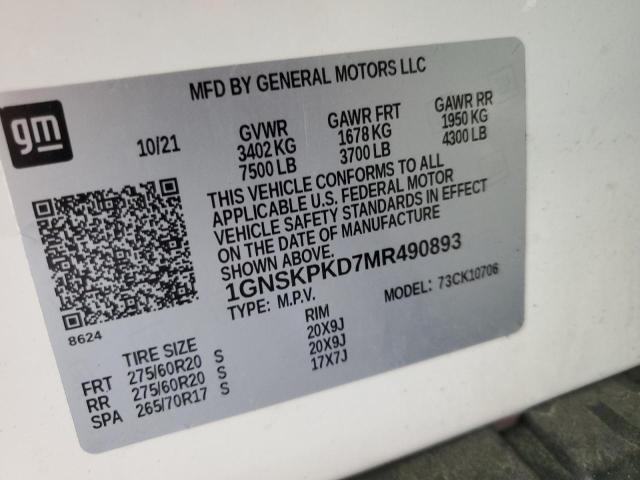 MFD BY GENERAL MOTORS LLC
gm
10/21
GVWR
3402 KG
7500 LB
GAWR FRT
1678 KG
3700 LB
GAWR RR
1950 KG
4300 LB
THIS VEHICLE CONFORMS TO ALL
APPLICABLE U.S. FEDERAL MOTOR
VEHICLE SAFETY STANDARDS IN EFFECT
ON THE DATE OF MANUFACTURE
SHOWN ABOVE.
1GNSKPKD7MR490893
TYPE: M.P.V. MODEL: 73CK10706
8624
TIRE SIZE RIM
FRT 275/60R20 S 20X9J
RR 275/60R20 S 20X9J
SPA 265/70R17 S 17X7J